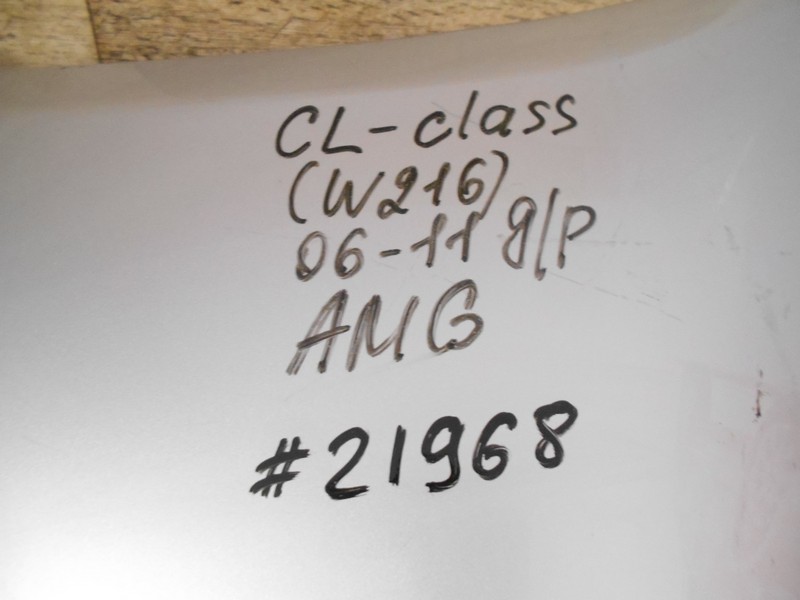 CL-class
(W216)
06-11 д/Р
AMG
#21968